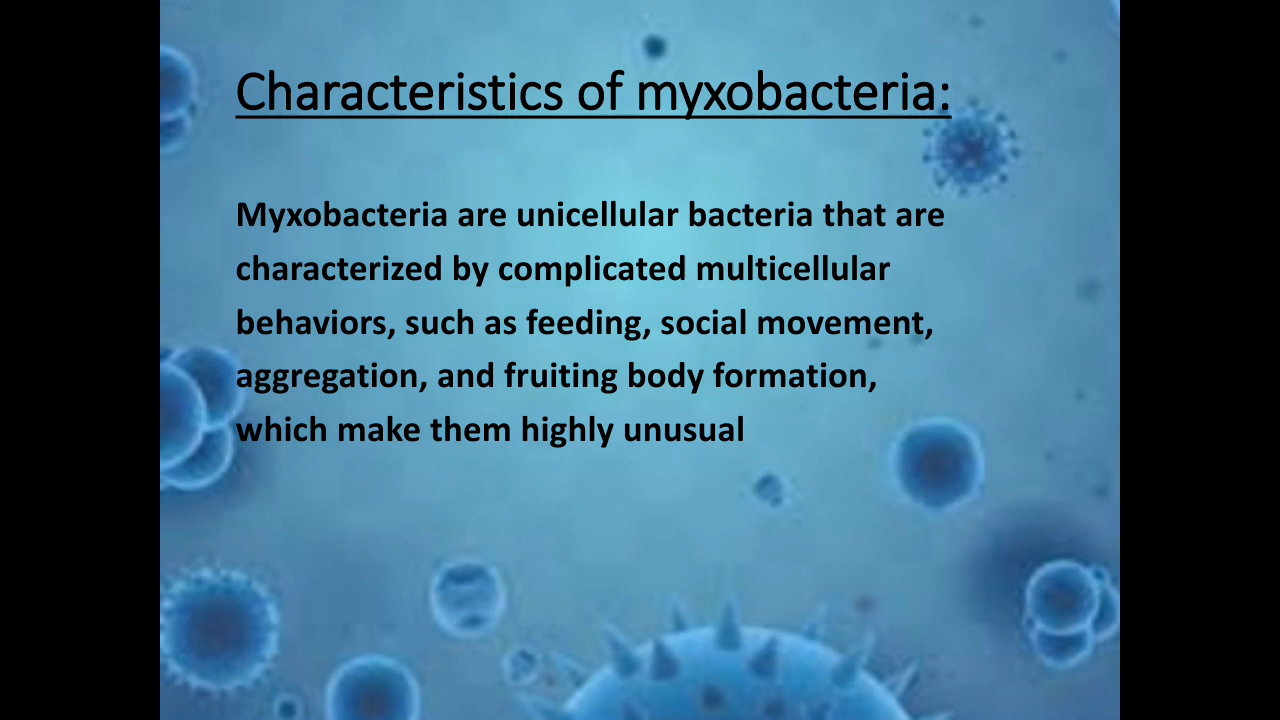 Characteristics of myxobacteria:
Myxobacteria are unicellular bacteria that are
characterized by complicated multicellular
behaviors, such as feeding, social movement,
aggregation, and fruiting body formation,
which make them highly unusual